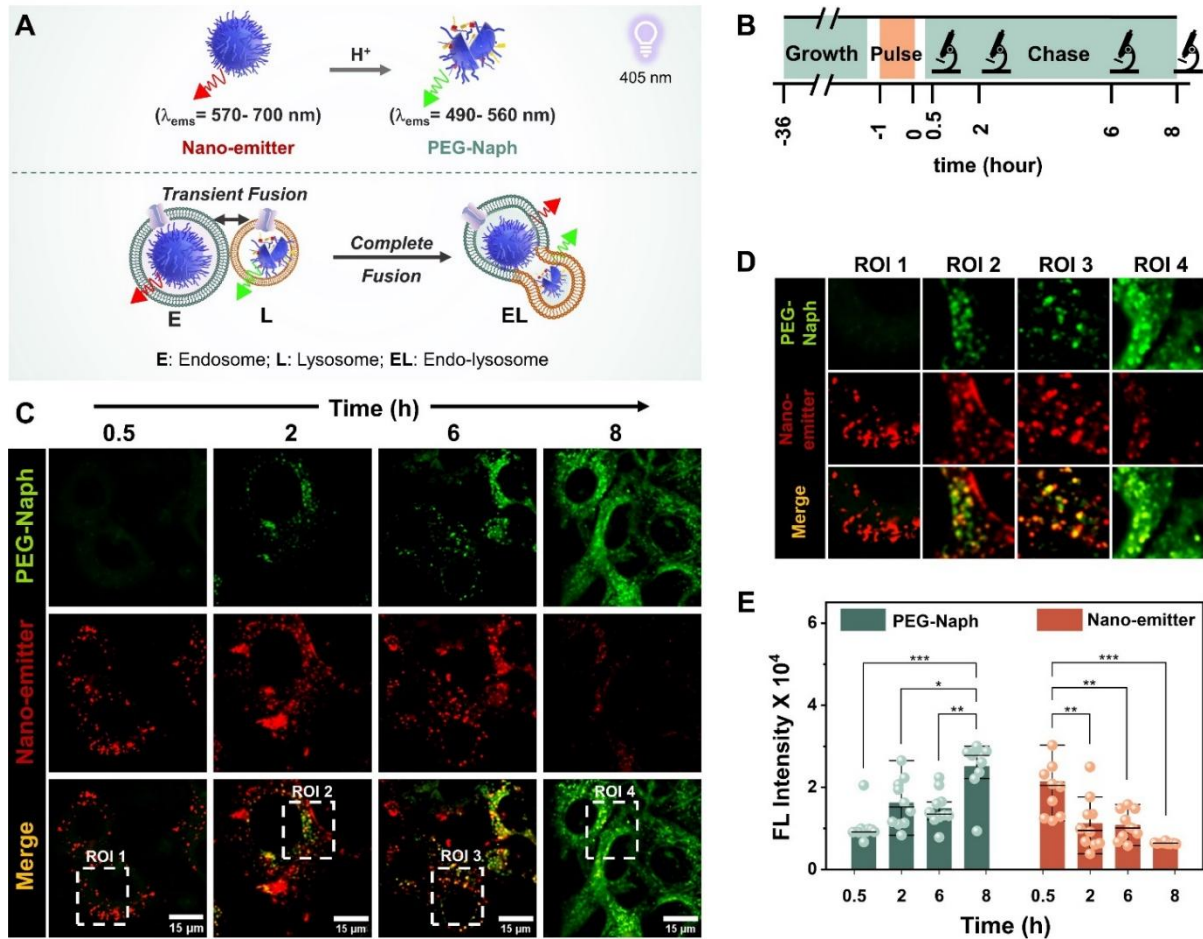 A
H⁺
405 nm
(λems= 570- 700 nm)
(λems= 490- 560 nm)
Nano-emitter
PEG-Naph
Transient Fusion
Complete
Fusion
E
L
EL
E: Endosome; L: Lysosome; EL: Endo-lysosome
B
Growth
Pulse
Chase
-36
-1
0
0.5
2
6
8
time (hour)
C
Time (h)
0.5
2
6
8
PEG-Naph
Nano-emitter
Merge
ROI 1
ROI 2
ROI 3
ROI 4
15 μm
15 μm
15 μm
15 μm
D
ROI 1
ROI 2
ROI 3
ROI 4
PEG-
Naph
Nano-
emitter
Merge
E
PEG-Naph
Nano-emitter
FL Intensity X 10⁴
6
4
2
0
***
*
**
***
**
**
0.5
2
6
8
0.5
2
6
8
Time (h)